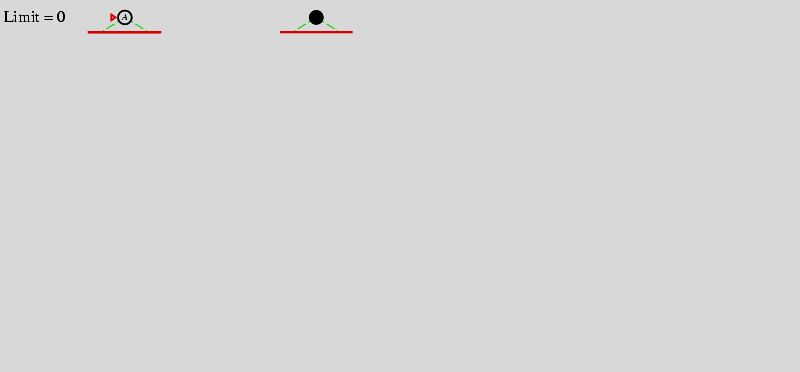 Limit = 0 A